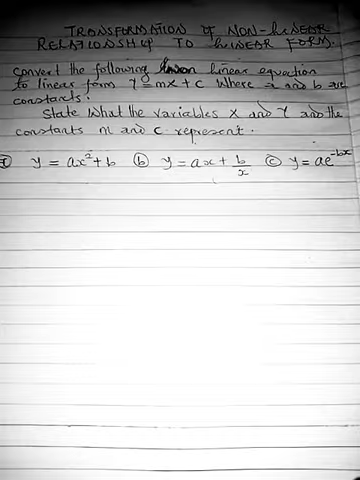 TRANSFORMATION OF NON-LINEAR
RELATIONSHIP TO LINEAR FORM.
convert the following linear equation
to linear form Y = mX + C Where a and b are
constants.
State What the variables X and Y and the
constants m and c represent.
a y = ax² + b (b) y = ax + b/x (c) y = ae^-bx